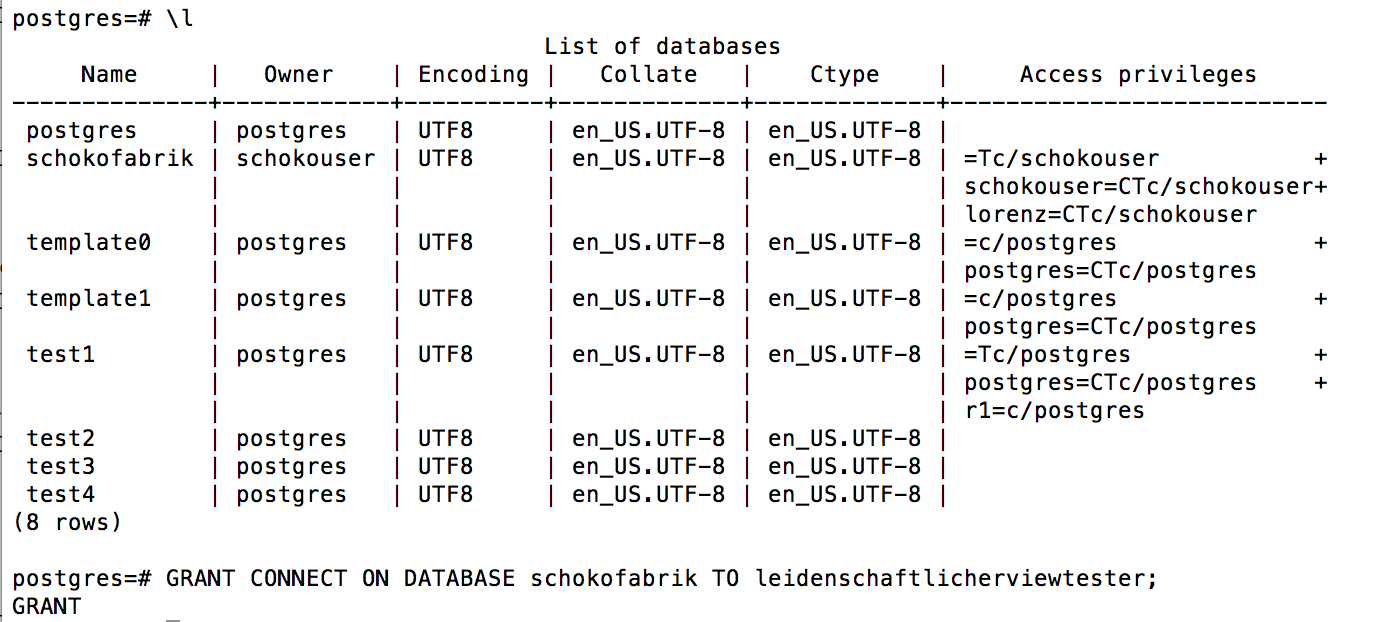 postgres=# \l
                                      List of databases
     Name     |   Owner    | Encoding |   Collate   |    Ctype    |     Access privileges
--------------+------------+----------+-------------+-------------+---------------------------
 postgres     | postgres   | UTF8     | en_US.UTF-8 | en_US.UTF-8 |
 schokofabrik | schokouser | UTF8     | en_US.UTF-8 | en_US.UTF-8 | =Tc/schokouser           +
              |            |          |             |             | schokouser=CTc/schokouser+
              |            |          |             |             | lorenz=CTc/schokouser
 template0    | postgres   | UTF8     | en_US.UTF-8 | en_US.UTF-8 | =c/postgres              +
              |            |          |             |             | postgres=CTc/postgres
 template1    | postgres   | UTF8     | en_US.UTF-8 | en_US.UTF-8 | =c/postgres              +
              |            |          |             |             | postgres=CTc/postgres
 test1        | postgres   | UTF8     | en_US.UTF-8 | en_US.UTF-8 | =Tc/postgres             +
              |            |          |             |             | postgres=CTc/postgres    +
              |            |          |             |             | r1=c/postgres
 test2        | postgres   | UTF8     | en_US.UTF-8 | en_US.UTF-8 |
 test3        | postgres   | UTF8     | en_US.UTF-8 | en_US.UTF-8 |
 test4        | postgres   | UTF8     | en_US.UTF-8 | en_US.UTF-8 |
(8 rows)

postgres=# GRANT CONNECT ON DATABASE schokofabrik TO leidenschaftlicherviewtester;
GRANT